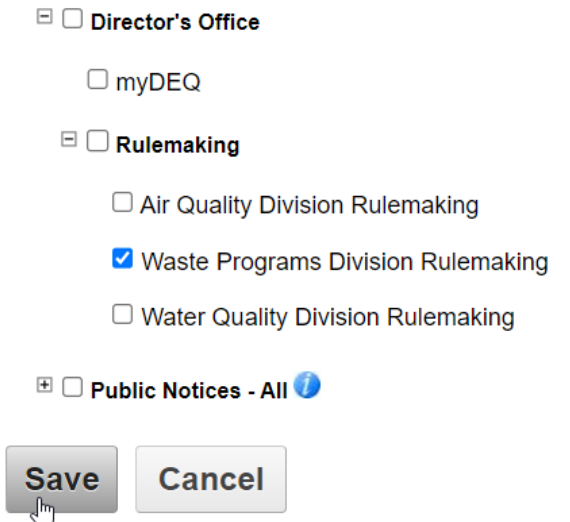 Director's Office
myDEQ
Rulemaking
Air Quality Division Rulemaking
Waste Programs Division Rulemaking
Water Quality Division Rulemaking
Public Notices - All i
Save Cancel